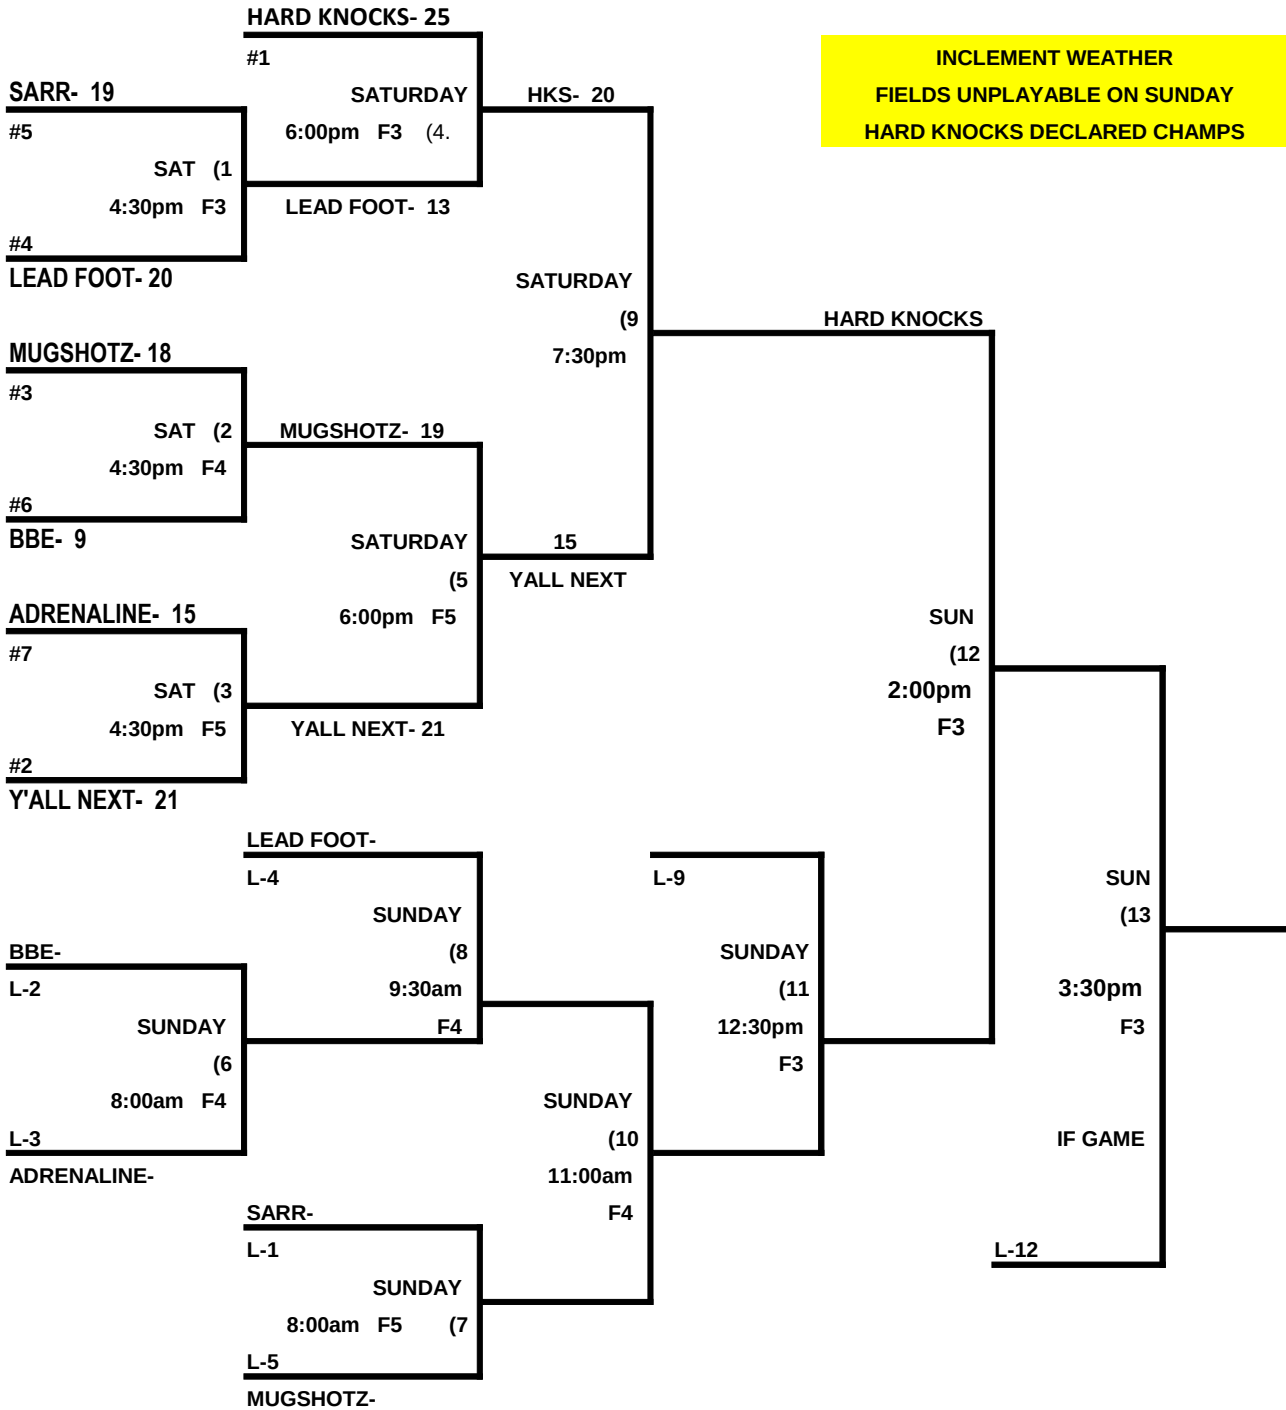 HARD KNOCKS- 25
#1
INCLEMENT WEATHER
FIELDS UNPLAYABLE ON SUNDAY
HARD KNOCKS DECLARED CHAMPS
SARR- 19
SATURDAY
HKS- 20
#5
6:00pm F3 (4.
SAT (1
4:30pm F3
LEAD FOOT- 13
#4
LEAD FOOT- 20
SATURDAY
(9
HARD KNOCKS
7:30pm
MUGSHOTZ- 18
#3
SAT (2
MUGSHOTZ- 19
4:30pm F4
#6
BBE- 9
SATURDAY
15
(5
YALL NEXT
6:00pm F5
ADRENALINE- 15
#7
SAT (3
4:30pm F5
YALL NEXT- 21
#2
Y'ALL NEXT- 21
SUN
(12
2:00pm
F3
LEAD FOOT-
L-4
L-9
SUN
SUNDAY
(13
(8
BBE-
SUNDAY
L-2
9:30am
(11
3:30pm
SUNDAY
F4
12:30pm
F3
(6
F3
8:00am F4
SUNDAY
L-3
(10
IF GAME
ADRENALINE-
11:00am
SARR-
F4
L-1
L-12
SUNDAY
8:00am F5 (7
L-5
MUGSHOTZ-